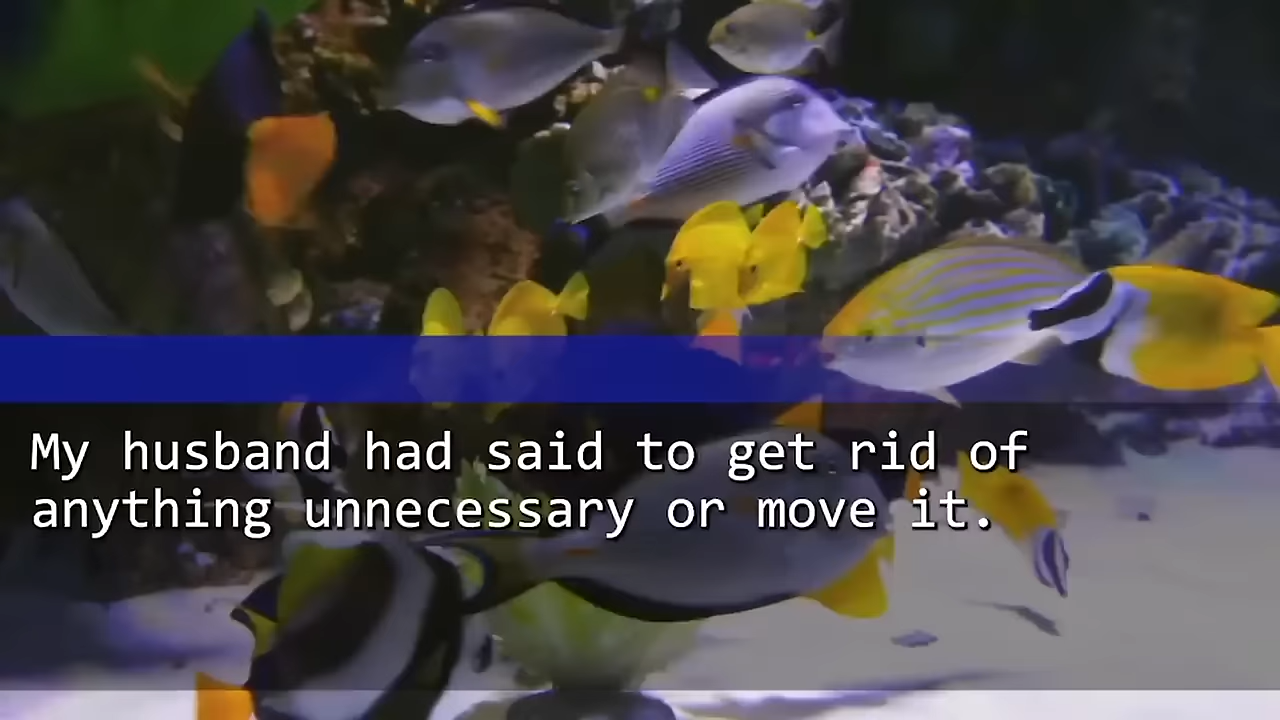 My husband had said to get rid of
anything unnecessary or move it.